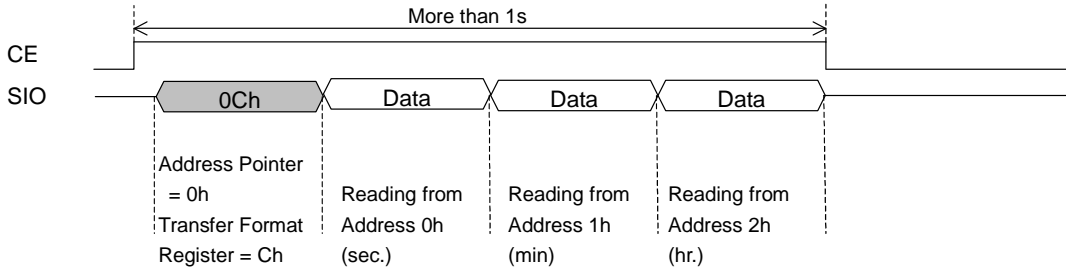 More than 1s
CE
SIO
0Ch
Data
Data
Data
Address Pointer
= 0h
Transfer Format
Register = Ch
Reading from
Address 0h
(sec.)
Reading from
Address 1h
(min)
Reading from
Address 2h
(hr.)